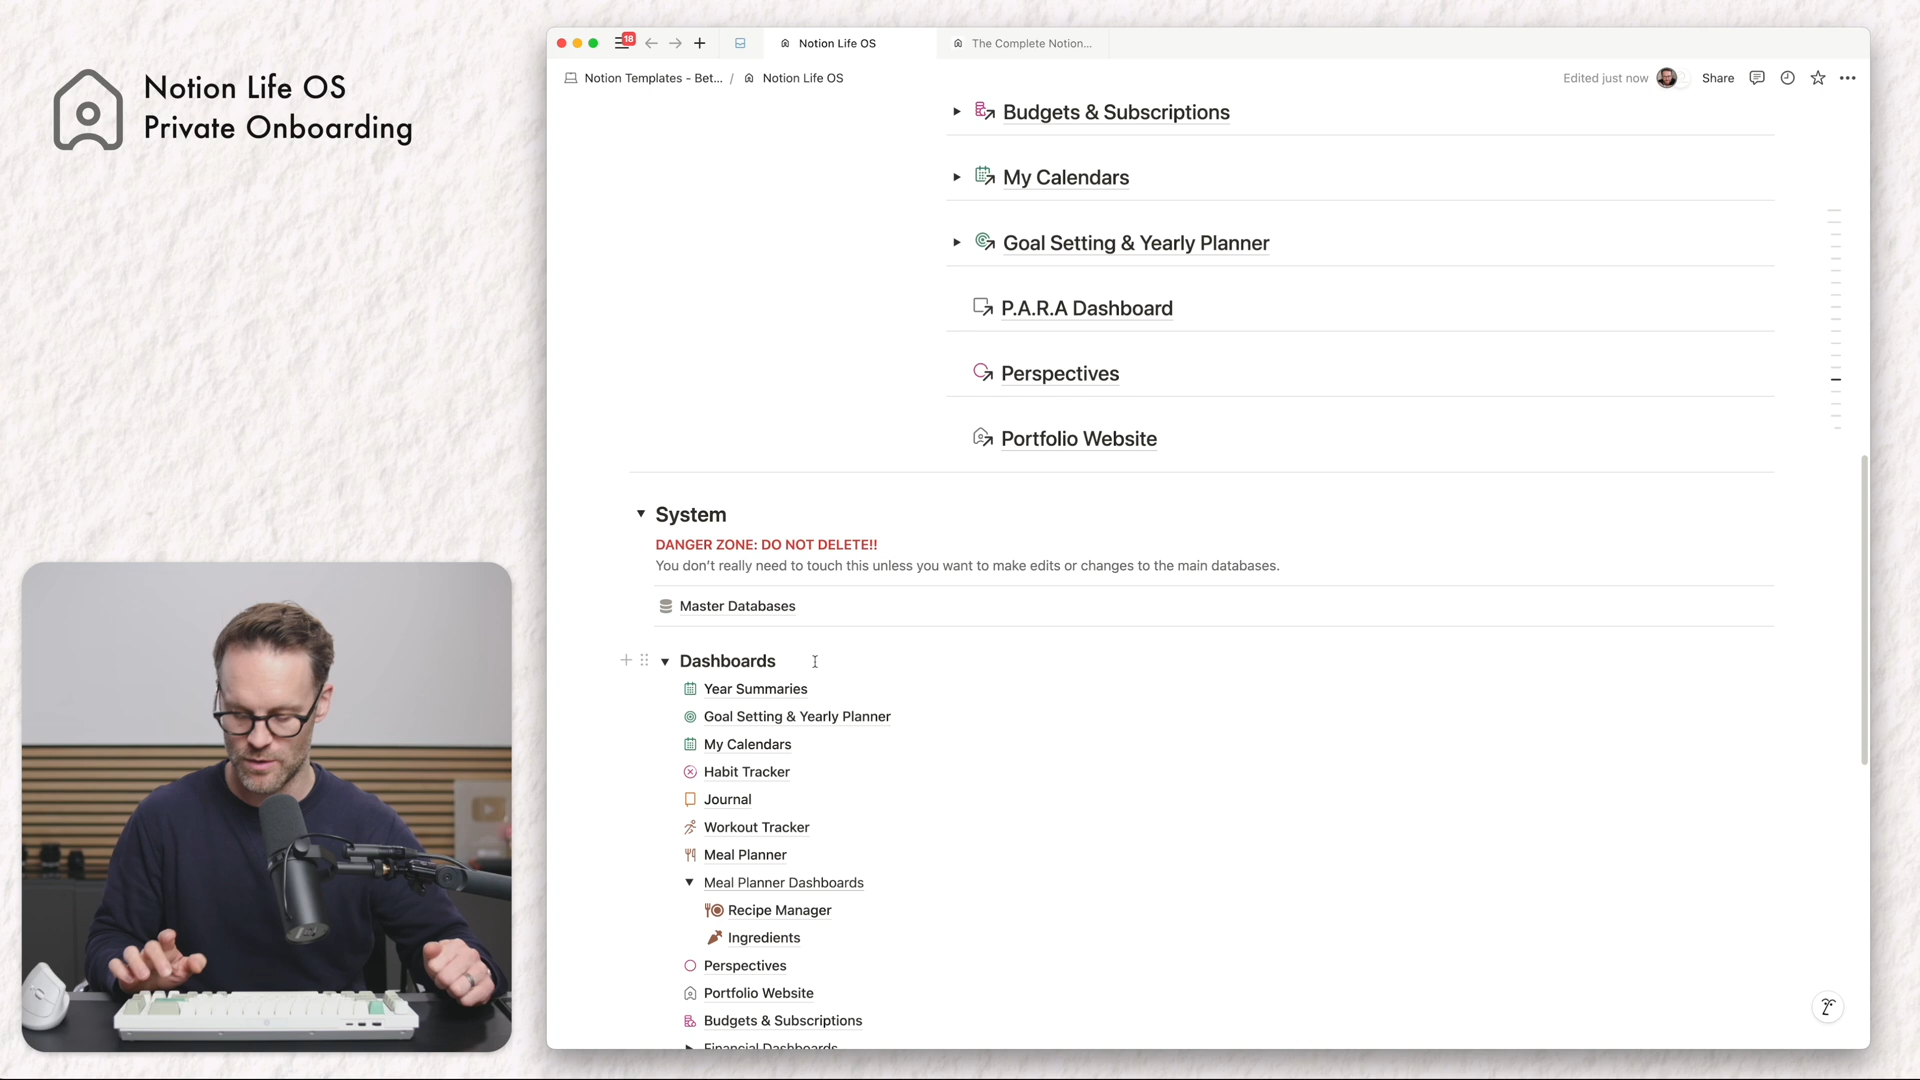 Notion Life OS
Private Onboarding
18
Notion Life OS
The Complete Notion...
Notion Templates - Bet... / Notion Life OS
Edited just now
Share
Budgets & Subscriptions
My Calendars
Goal Setting & Yearly Planner
P.A.R.A Dashboard
Perspectives
Portfolio Website
System
DANGER ZONE: DO NOT DELETE!!
You don't really need to touch this unless you want to make edits or changes to the main databases.
Master Databases
Dashboards
Year Summaries
Goal Setting & Yearly Planner
My Calendars
Habit Tracker
Journal
Workout Tracker
Meal Planner
Meal Planner Dashboards
Recipe Manager
Ingredients
Perspectives
Portfolio Website
Budgets & Subscriptions
Financial Dashboards